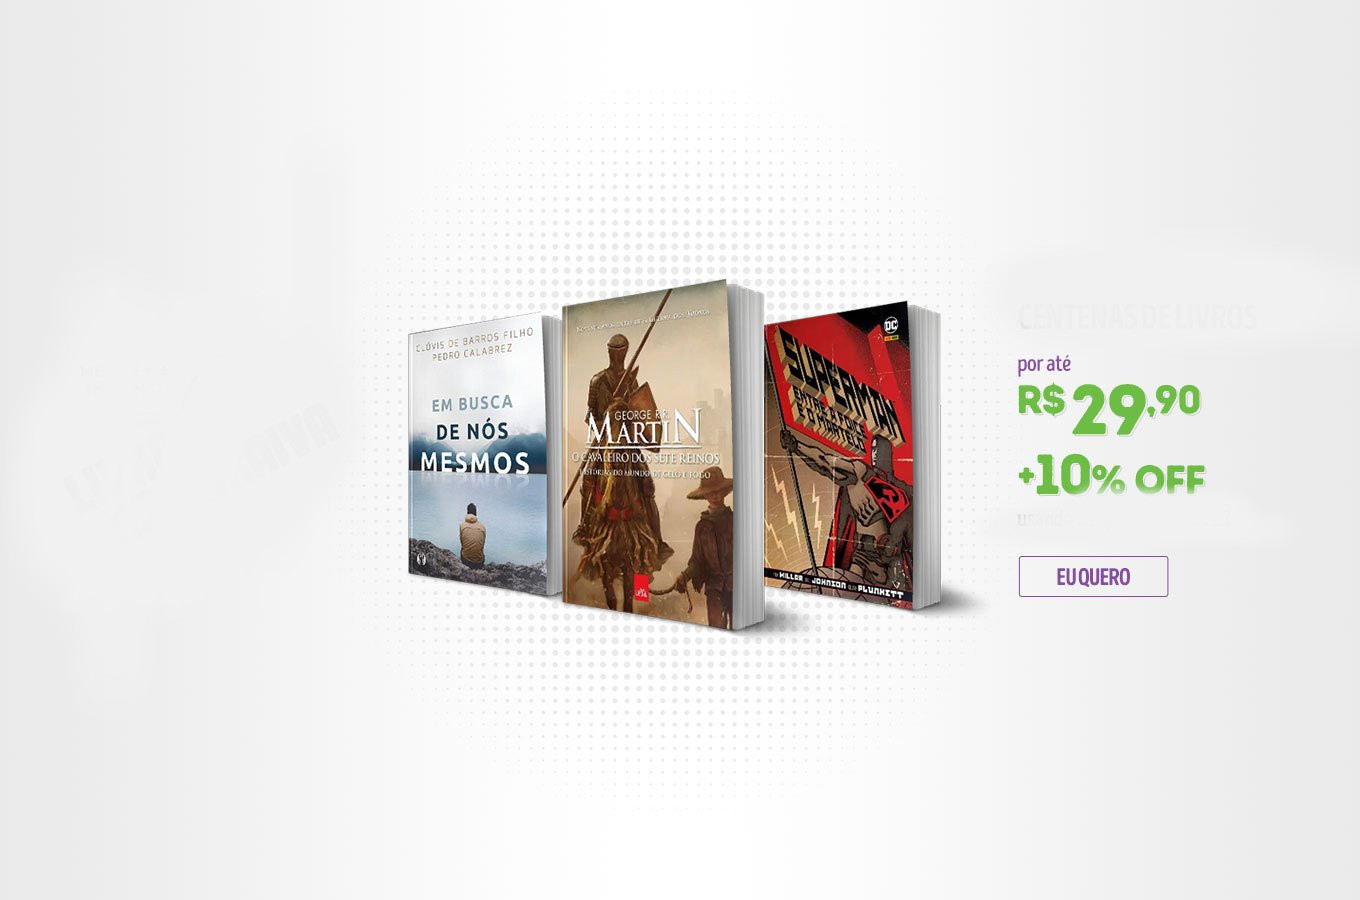 CLÓVIS DE BARROS FILHO
PEDRO CALABREZ
EM BUSCA
DE NÓS
MESMOS
GEORGE R.R.
MARTIN
O CAVALEIRO DOS SETE REINOS
HISTÓRIAS DO MUNDO DE GELO E FOGO
DC
SUPERMAN
ENTRE A FOICE
E O MARTELO
MILLAR JOHNSON PLUNKETT
CENTENAS DE LIVROS
por até
R$ 29,90
+10% OFF
EU QUERO